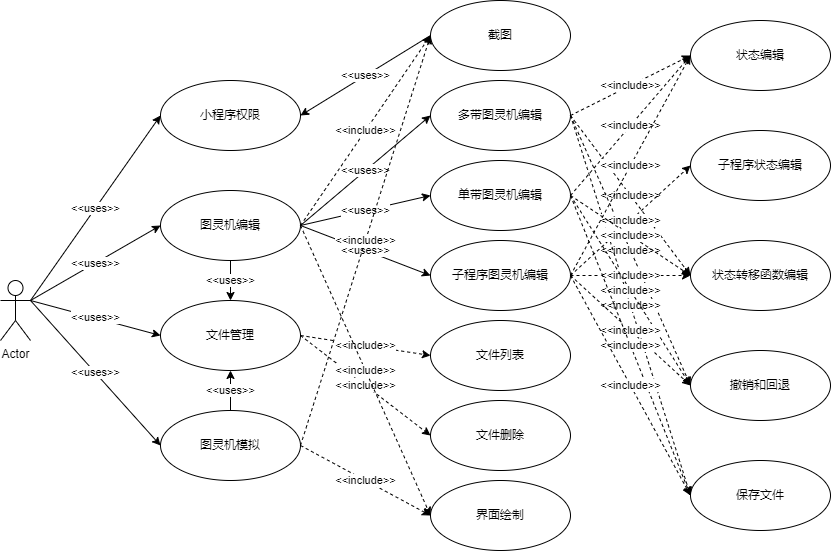 截图
状态编辑
<<uses>>
<<include>>
小程序权限
多带图灵机编辑
<<include>>
<<include>>
子程序状态编辑
<<include>>
<<uses>>
<<include>>
单带图灵机编辑
<<uses>>
<<uses>>
图灵机编辑
<<include>>
<<include>>
<<include>>
<<uses>>
<<include>>
<<uses>>
子程序图灵机编辑
<<include>>
状态转移函数编辑
<<uses>>
<<include>>
<<include>>
<<uses>>
文件管理
<<include>>
<<include>>
Actor
<<include>>
文件列表
<<uses>>
<<include>>
<<include>>
<<include>>
撤销和回退
<<uses>>
文件删除
图灵机模拟
<<include>>
保存文件
界面绘制